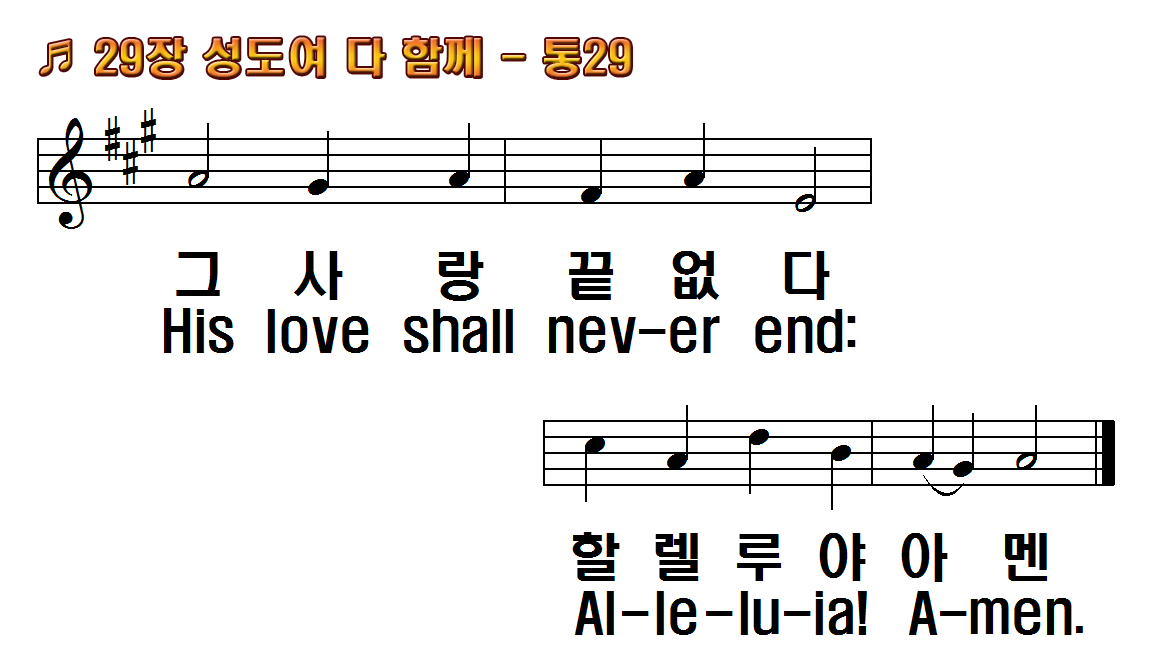 29장 성도여 다 함께 - 통29
그 사 랑 끝 없 다
His love shall nev-er end:
할 렐 루 야 아 멘
Al-le-lu-ia! A-men.